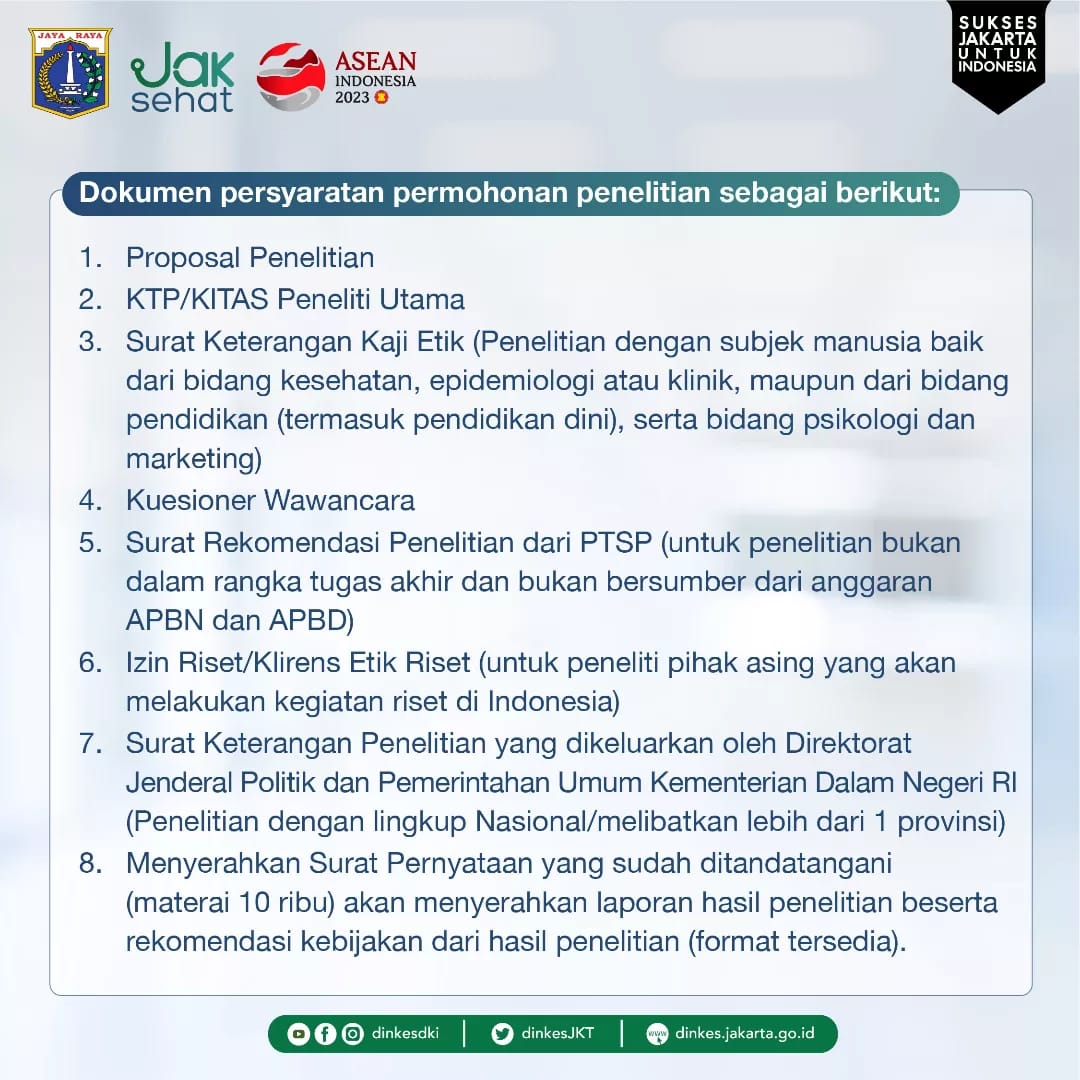 JAYA RAYA
Jak
sehat
ASEAN
INDONESIA
2023
SUKSES
JAKARTA
UNTUK
INDONESIA
Dokumen persyaratan permohonan penelitian sebagai berikut:
1. Proposal Penelitian
2. KTP/KITAS Peneliti Utama
3. Surat Keterangan Kaji Etik (Penelitian dengan subjek manusia baik
dari bidang kesehatan, epidemiologi atau klinik, maupun dari bidang
pendidikan (termasuk pendidikan dini), serta bidang psikologi dan
marketing)
4. Kuesioner Wawancara
5. Surat Rekomendasi Penelitian dari PTSP (untuk penelitian bukan
dalam rangka tugas akhir dan bukan bersumber dari anggaran
APBN dan APBD)
6. Izin Riset/Klirens Etik Riset (untuk peneliti pihak asing yang akan
melakukan kegiatan riset di Indonesia)
7. Surat Keterangan Penelitian yang dikeluarkan oleh Direktorat
Jenderal Politik dan Pemerintahan Umum Kementerian Dalam Negeri RI
(Penelitian dengan lingkup Nasional/melibatkan lebih dari 1 provinsi)
8. Menyerahkan Surat Pernyataan yang sudah ditandatangani
(materai 10 ribu) akan menyerahkan laporan hasil penelitian beserta
rekomendasi kebijakan dari hasil penelitian (format tersedia).
dinkesdki
dinkesJKT
www
dinkes.jakarta.go.id